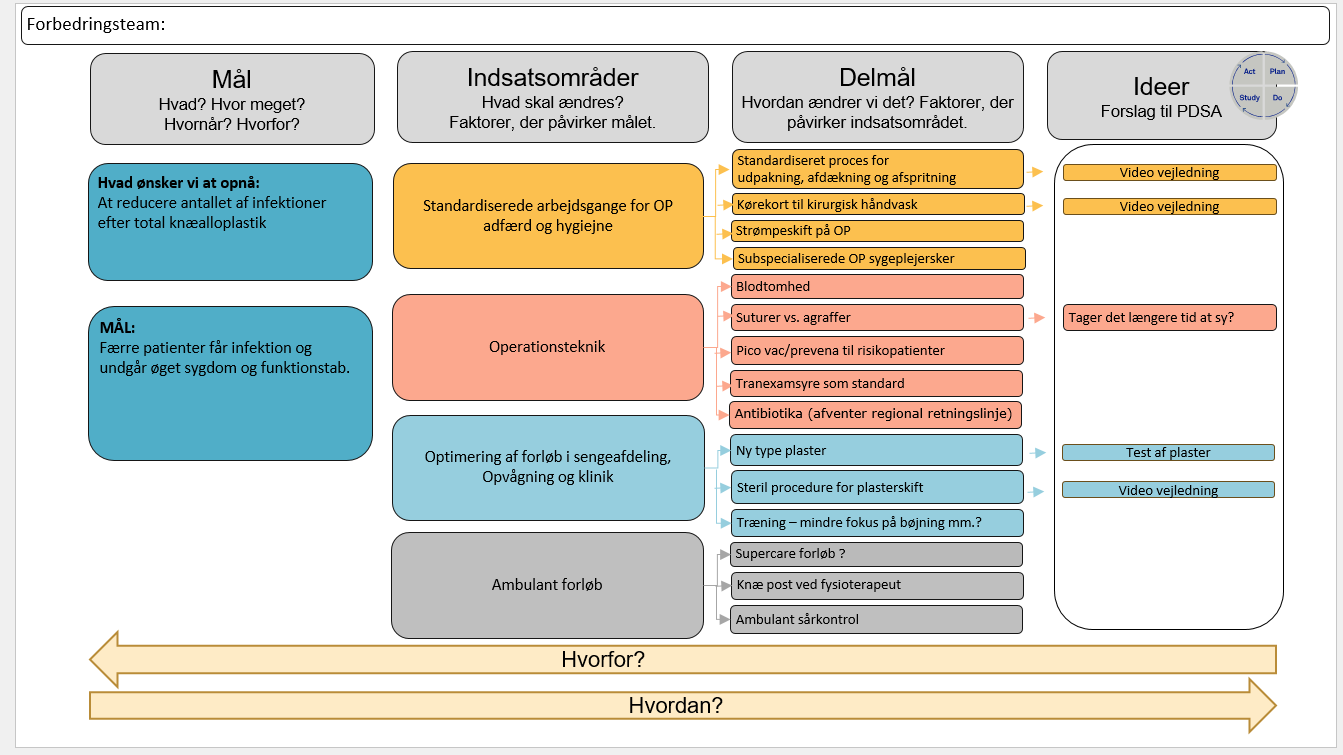 Forbedringsteam:
Mål
Hvad? Hvor meget?
Hvornår? Hvorfor?
Indsatsområder
Hvad skal ændres?
Faktorer, der påvirker målet.
Delmål
Hvordan ændrer vi det? Faktorer, der
påvirker indsatsområdet.
Ideer
Forslag til PDSA
Act
Plan
Study
Do
Hvad ønsker vi at opnå:
At reducere antallet af infektioner
efter total knæalloplastik
MÅL:
Færre patienter får infektion og
undgår øget sygdom og funktionstab.
Standardiserede arbejdsgange for OP
adfærd og hygiejne
Standardiseret proces for
udpakning, afdækning og afspritning
Video vejledning
Kørekort til kirurgisk håndvask
Video vejledning
Strømpeskift på OP
Subspecialiserede OP sygeplejersker
Operationsteknik
Blodtomhed
Suturer vs. agraffer
Tager det længere tid at sy?
Pico vac/prevena til risikopatienter
Tranexamsyre som standard
Antibiotika (afventer regional retningslinje)
Optimering af forløb i sengeafdeling,
Opvågning og klinik
Ny type plaster
Test af plaster
Steril procedure for plasterskift
Video vejledning
Træning – mindre fokus på bøjning mm.?
Ambulant forløb
Supercare forløb ?
Knæ post ved fysioterapeut
Ambulant sårkontrol
Hvorfor?
Hvordan?